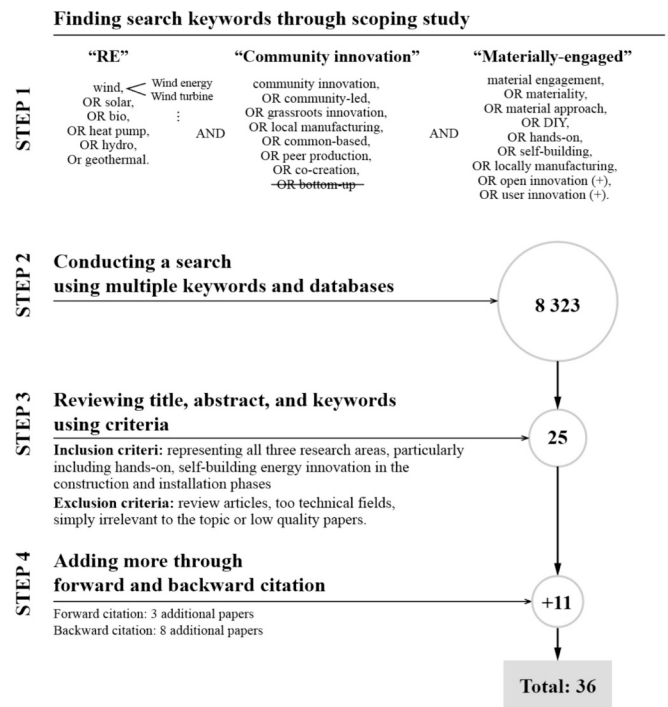 Finding search keywords through scoping study
STEP 1
“RE”
wind,
Wind energy
Wind turbine
⋮
OR solar,
OR bio,
OR heat pump,
OR hydro,
Or geothermal.
AND
“Community innovation”
community innovation,
OR community-led,
OR grassroots innovation,
OR local manufacturing,
OR common-based,
OR peer production,
OR co-creation,
OR bottom-up
AND
“Materially-engaged”
material engagement,
OR materiality,
OR material approach,
OR DIY,
OR hands-on,
OR self-building,
OR locally manufacturing,
OR open innovation (+),
OR user innovation (+).
STEP 2
Conducting a search
using multiple keywords and databases
8 323
STEP 3
Reviewing title, abstract, and keywords
using criteria
25
Inclusion criteri: representing all three research areas, particularly
including hands-on, self-building energy innovation in the
construction and installation phases
Exclusion criteria: review articles, too technical fields,
simply irrelevant to the topic or low quality papers.
STEP 4
Adding more through
forward and backward citation
+11
Forward citation: 3 additional papers
Backward citation: 8 additional papers
Total: 36